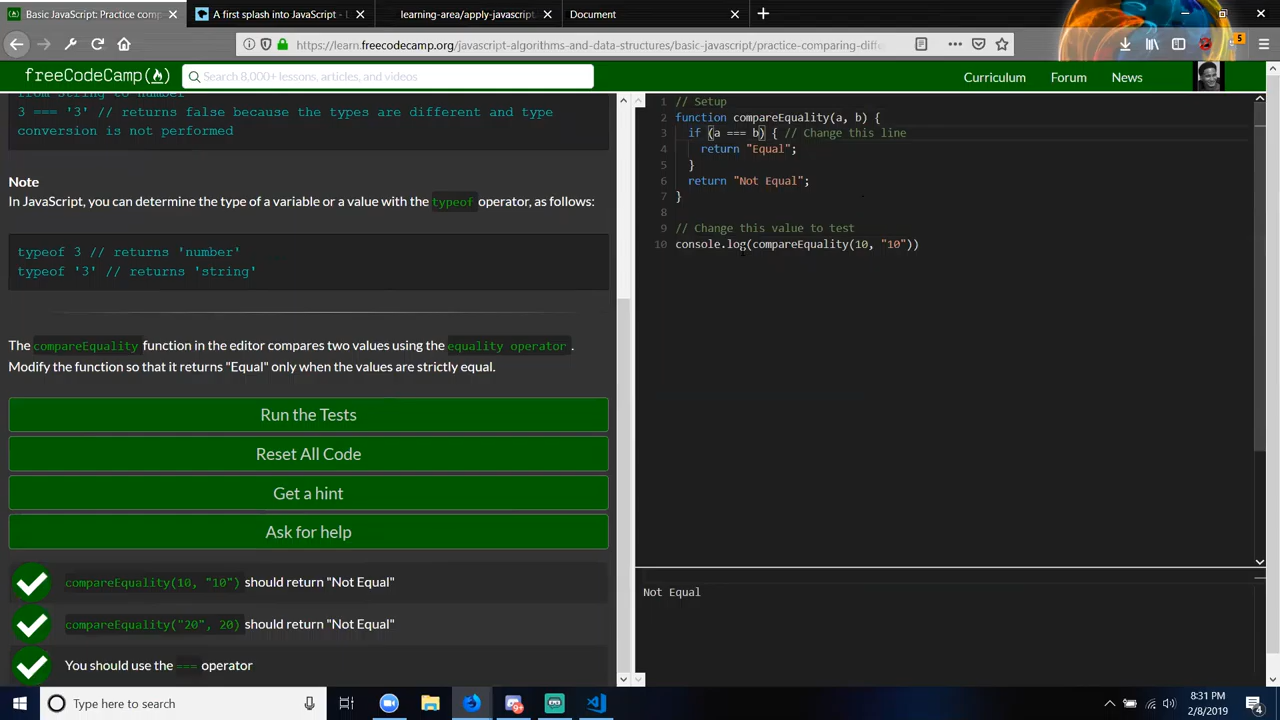 Basic JavaScript: Practice comp
A first splash into JavaScript - L
learning-area/apply-javascript.
Document
https://learn.freecodecamp.org/javascript-algorithms-and-data-structures/basic-javascript/practice-comparing-diffe
5
freeCodeCamp
Search 8,000+ lessons, articles, and videos
Curriculum Forum News
from string to number
3 === '3' // returns false because the types are different and type
conversion is not performed
Note
In JavaScript, you can determine the type of a variable or a value with the typeof operator, as follows:
typeof 3 // returns 'number'
typeof '3' // returns 'string'
The compareEquality function in the editor compares two values using the equality operator .
Modify the function so that it returns "Equal" only when the values are strictly equal.
Run the Tests
Reset All Code
Get a hint
Ask for help
compareEquality(10, "10") should return "Not Equal"
compareEquality("20", 20) should return "Not Equal"
You should use the === operator
1 // Setup
2 function compareEquality(a, b) {
3 if (a === b) { // Change this line
4 return "Equal";
5 }
6 return "Not Equal";
7 }
8
9 // Change this value to test
10 console.log(compareEquality(10, "10"))
Not Equal
Type here to search
8:31 PM
2/8/2019
4